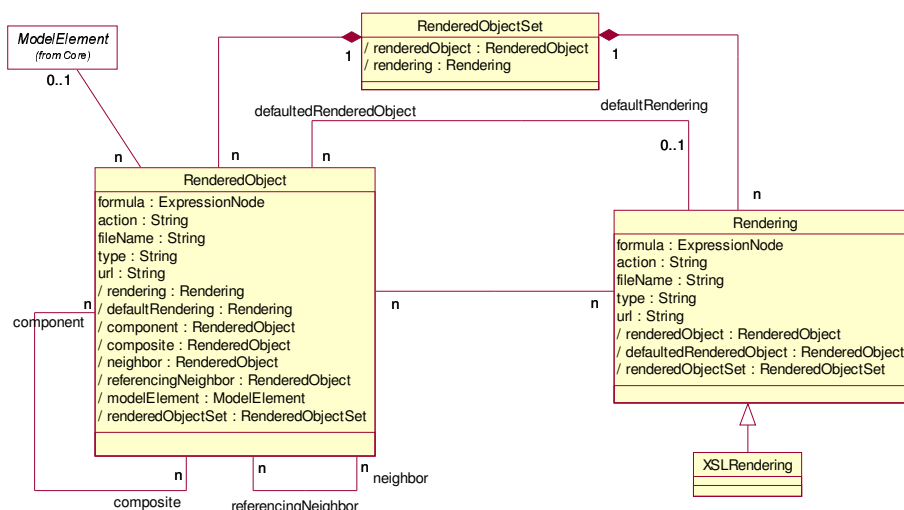 ModelElement
(from Core)
0..1
n
RenderedObjectSet
/ renderedObject : RenderedObject
/ rendering : Rendering
1
1
n
n
defaultedRenderedObject
n
defaultRendering
0..1
RenderedObject
formula : ExpressionNode
action : String
fileName : String
type : String
url : String
/ rendering : Rendering
/ defaultRendering : Rendering
/ component : RenderedObject
/ composite : RenderedObject
/ neighbor : RenderedObject
/ referencingNeighbor : RenderedObject
/ modelElement : ModelElement
/ renderedObjectSet : RenderedObjectSet
n
n
Rendering
formula : ExpressionNode
action : String
fileName : String
type : String
url : String
/ renderedObject : RenderedObject
/ defaultedRenderedObject : RenderedObject
/ renderedObjectSet : RenderedObjectSet
n
component
n
composite
n
referencingNeighbor
n
neighbor
XSLRendering